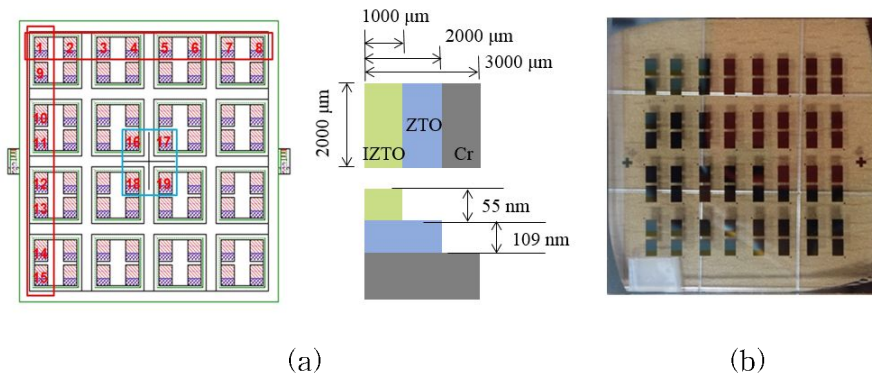 1 2 3 4 5 6 7 8
9
10
11
16 17
12
18 19
13
14
15
1000 μm
2000 μm
3000 μm
2000 μm
IZTO
ZTO
Cr
55 nm
109 nm
(a)
(b)